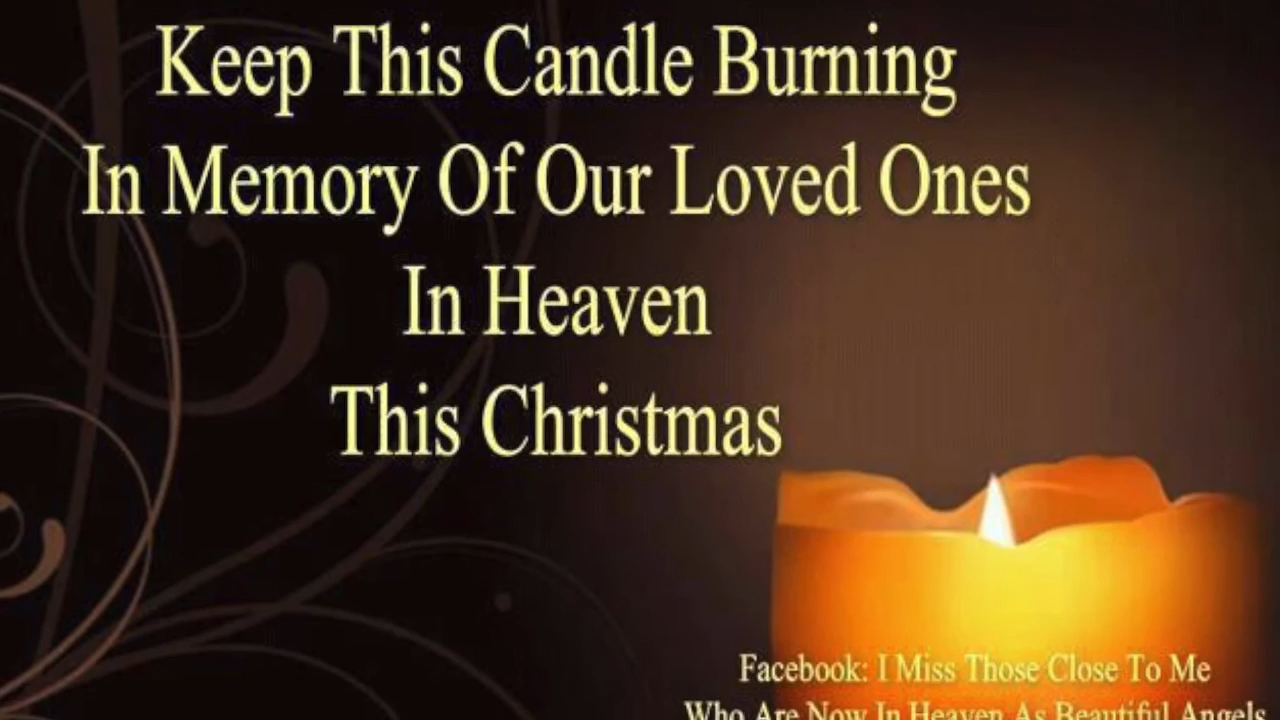 Keep This Candle Burning
In Memory Of Our Loved Ones
In Heaven
This Christmas
Facebook: I Miss Those Close To Me
Who Are Now In Heaven As Beautiful Angels